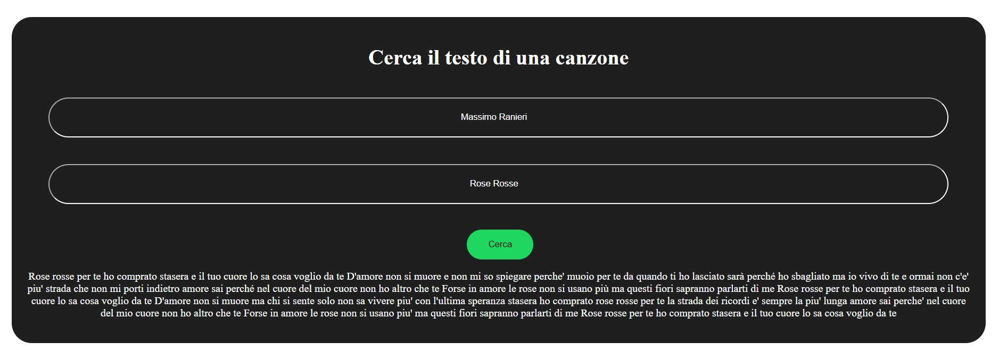 Cerca il testo di una canzone
Massimo Ranieri
Rose Rosse
Cerca
Rose rosse per te ho comprato stasera e il tuo cuore lo sa cosa voglio da te D'amore non si muore e non mi so spiegare perche' muoio per te da quando ti ho lasciato sarà perché ho sbagliato ma io vivo di te e ormai non c'e'
piu' strada che non mi porti indietro amore sai perché nel cuore del mio cuore non ho altro che te Forse in amore le rose non si usano più ma questi fiori sapranno parlarti di me Rose rosse per te ho comprato stasera e il tuo
cuore lo sa cosa voglio da te D'amore non si muore ma chi si sente solo non sa vivere piu' con l'ultima speranza stasera ho comprato rose rosse per te la strada dei ricordi e' sempre la piu' lunga amore sai perche' nel cuore
del mio cuore non ho altro che te Forse in amore le rose non si usano piu' ma questi fiori sapranno parlarti di me Rose rosse per te ho comprato stasera e il tuo cuore lo sa cosa voglio da te